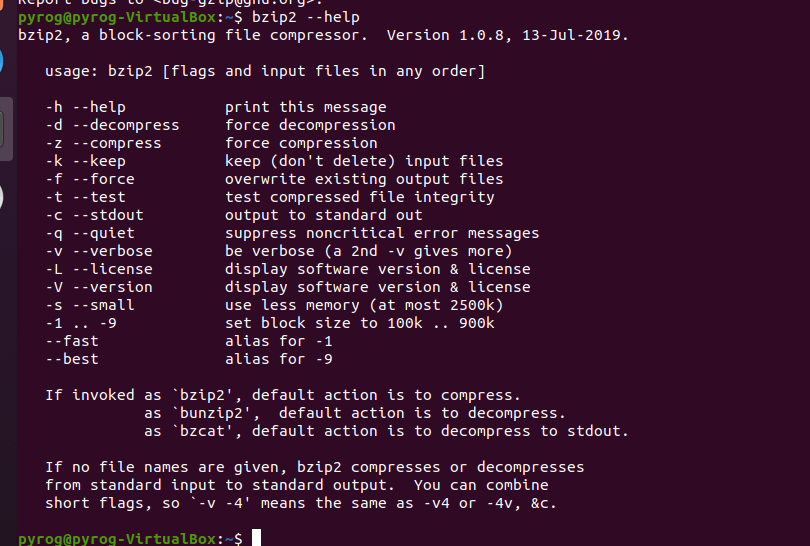 Report bugs to <bug-gzip@gnu.org>.
pyrog@pyrog-VirtualBox:~$ bzip2 --help
bzip2, a block-sorting file compressor.  Version 1.0.8, 13-Jul-2019.

   usage: bzip2 [flags and input files in any order]

   -h --help           print this message
   -d --decompress     force decompression
   -z --compress       force compression
   -k --keep           keep (don't delete) input files
   -f --force          overwrite existing output files
   -t --test           test compressed file integrity
   -c --stdout         output to standard out
   -q --quiet          suppress noncritical error messages
   -v --verbose        be verbose (a 2nd -v gives more)
   -L --license        display software version & license
   -V --version        display software version & license
   -s --small          use less memory (at most 2500k)
   -1 .. -9            set block size to 100k .. 900k
   --fast              alias for -1
   --best              alias for -9

   If invoked as `bzip2', default action is to compress.
              as `bunzip2',  default action is to decompress.
              as `bzcat', default action is to decompress to stdout.

   If no file names are given, bzip2 compresses or decompresses
   from standard input to standard output.  You can combine
   short flags, so `-v -4' means the same as -v4 or -4v, &c.

pyrog@pyrog-VirtualBox:~$